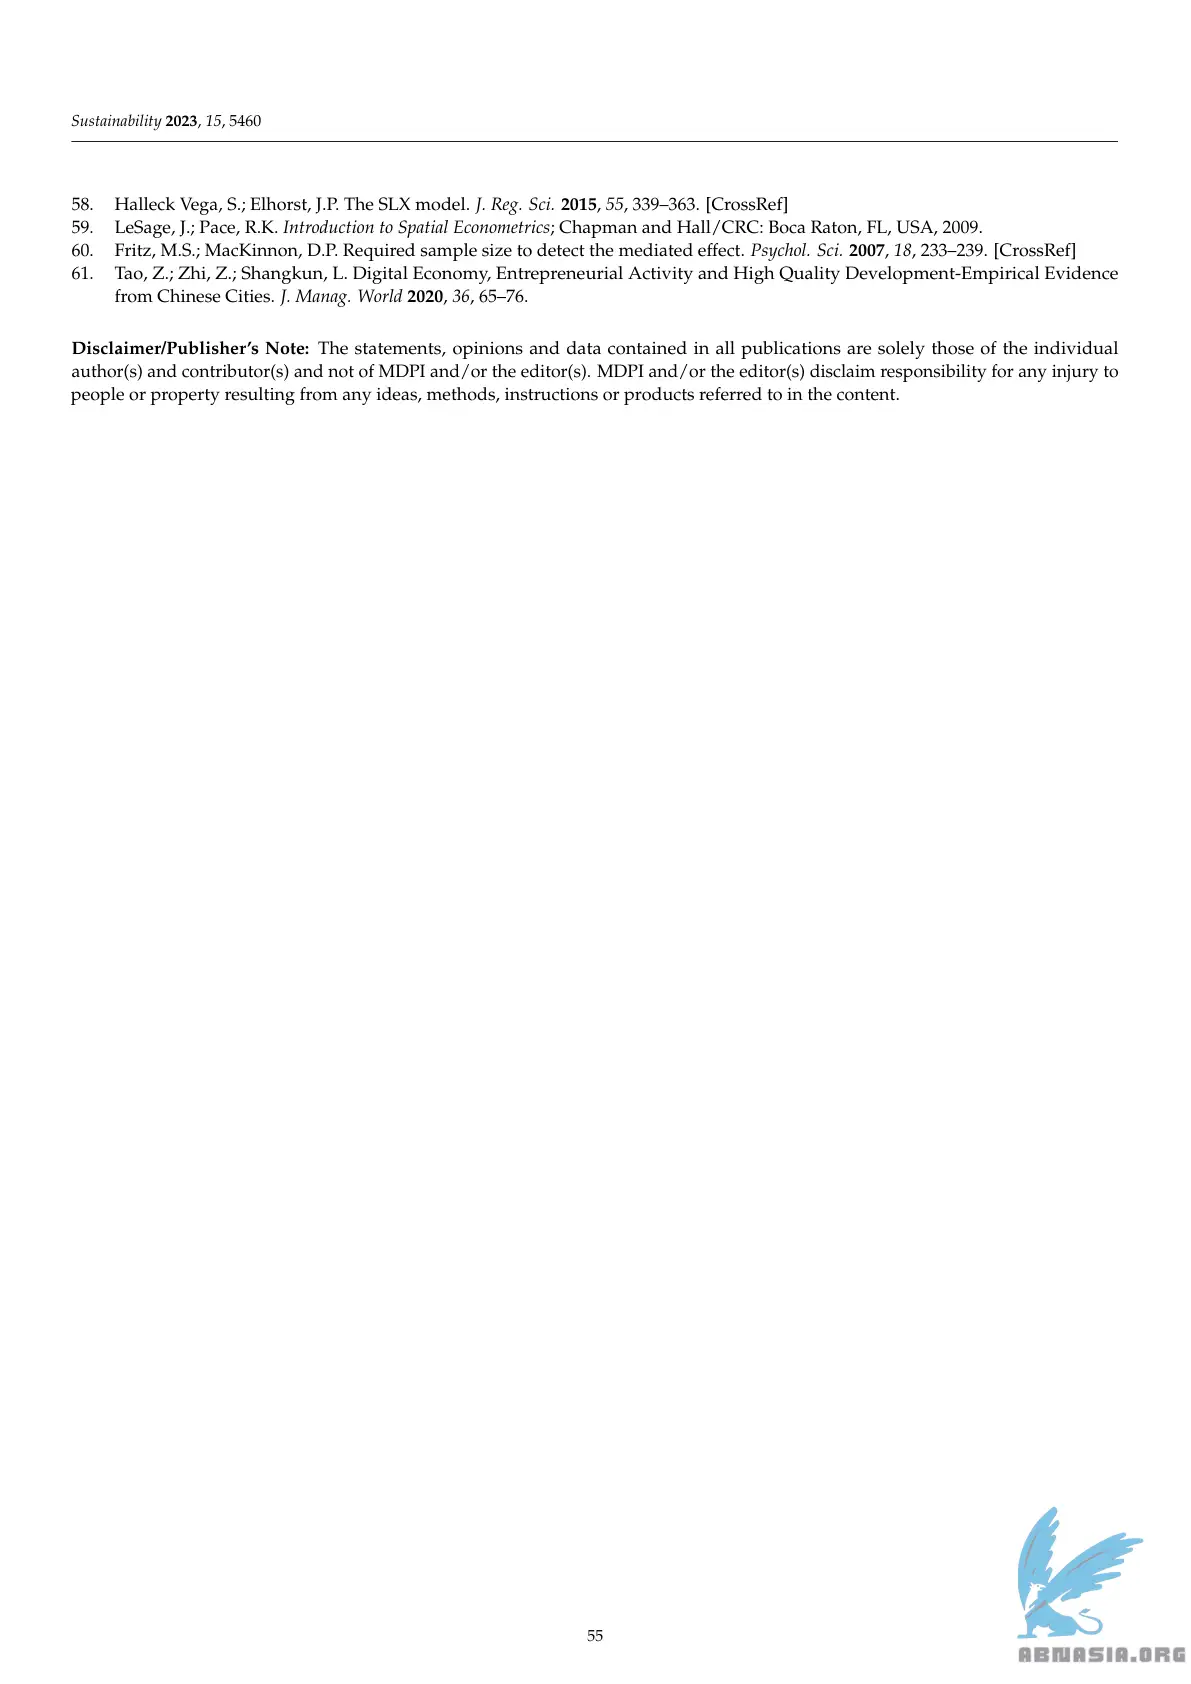 Sustainability 2023, 15, 5460
58. Halleck Vega, S.; Elhorst, J.P. The SLX model. J. Reg. Sci. 2015, 55, 339–363. [CrossRef]
59. LeSage, J.; Pace, R.K. Introduction to Spatial Econometrics; Chapman and Hall/CRC: Boca Raton, FL, USA, 2009.
60. Fritz, M.S.; MacKinnon, D.P. Required sample size to detect the mediated effect. Psychol. Sci. 2007, 18, 233–239. [CrossRef]
61. Tao, Z.; Zhi, Z.; Shangkun, L. Digital Economy, Entrepreneurial Activity and High Quality Development-Empirical Evidence
from Chinese Cities. J. Manag. World 2020, 36, 65–76.
Disclaimer/Publisher’s Note: The statements, opinions and data contained in all publications are solely those of the individual
author(s) and contributor(s) and not of MDPI and/or the editor(s). MDPI and/or the editor(s) disclaim responsibility for any injury to
people or property resulting from any ideas, methods, instructions or products referred to in the content.
55
ABNASIA.ORG